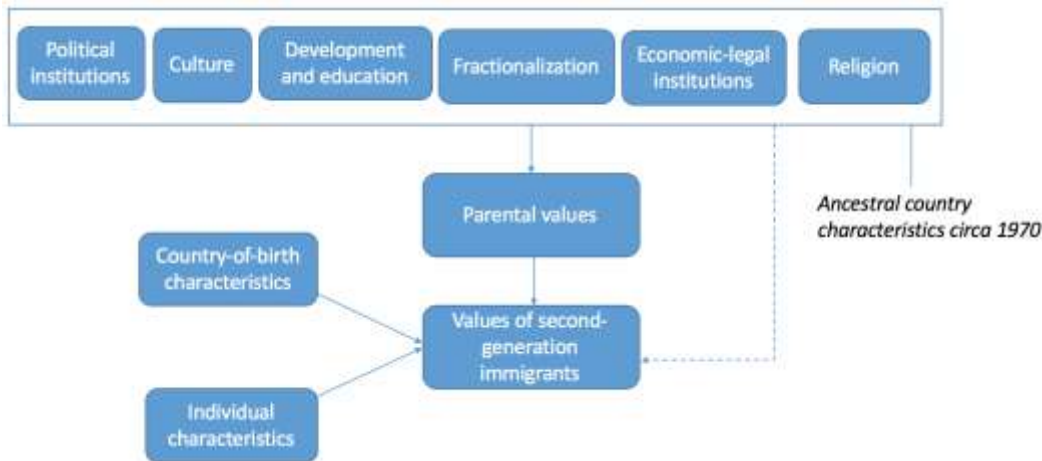 Political
institutions
Culture
Development
and education
Fractionalization
Economic-legal
institutions
Religion
Parental values
Ancestral country
characteristics circa 1970
Country-of-birth
characteristics
Values of second-
generation
immigrants
Individual
characteristics